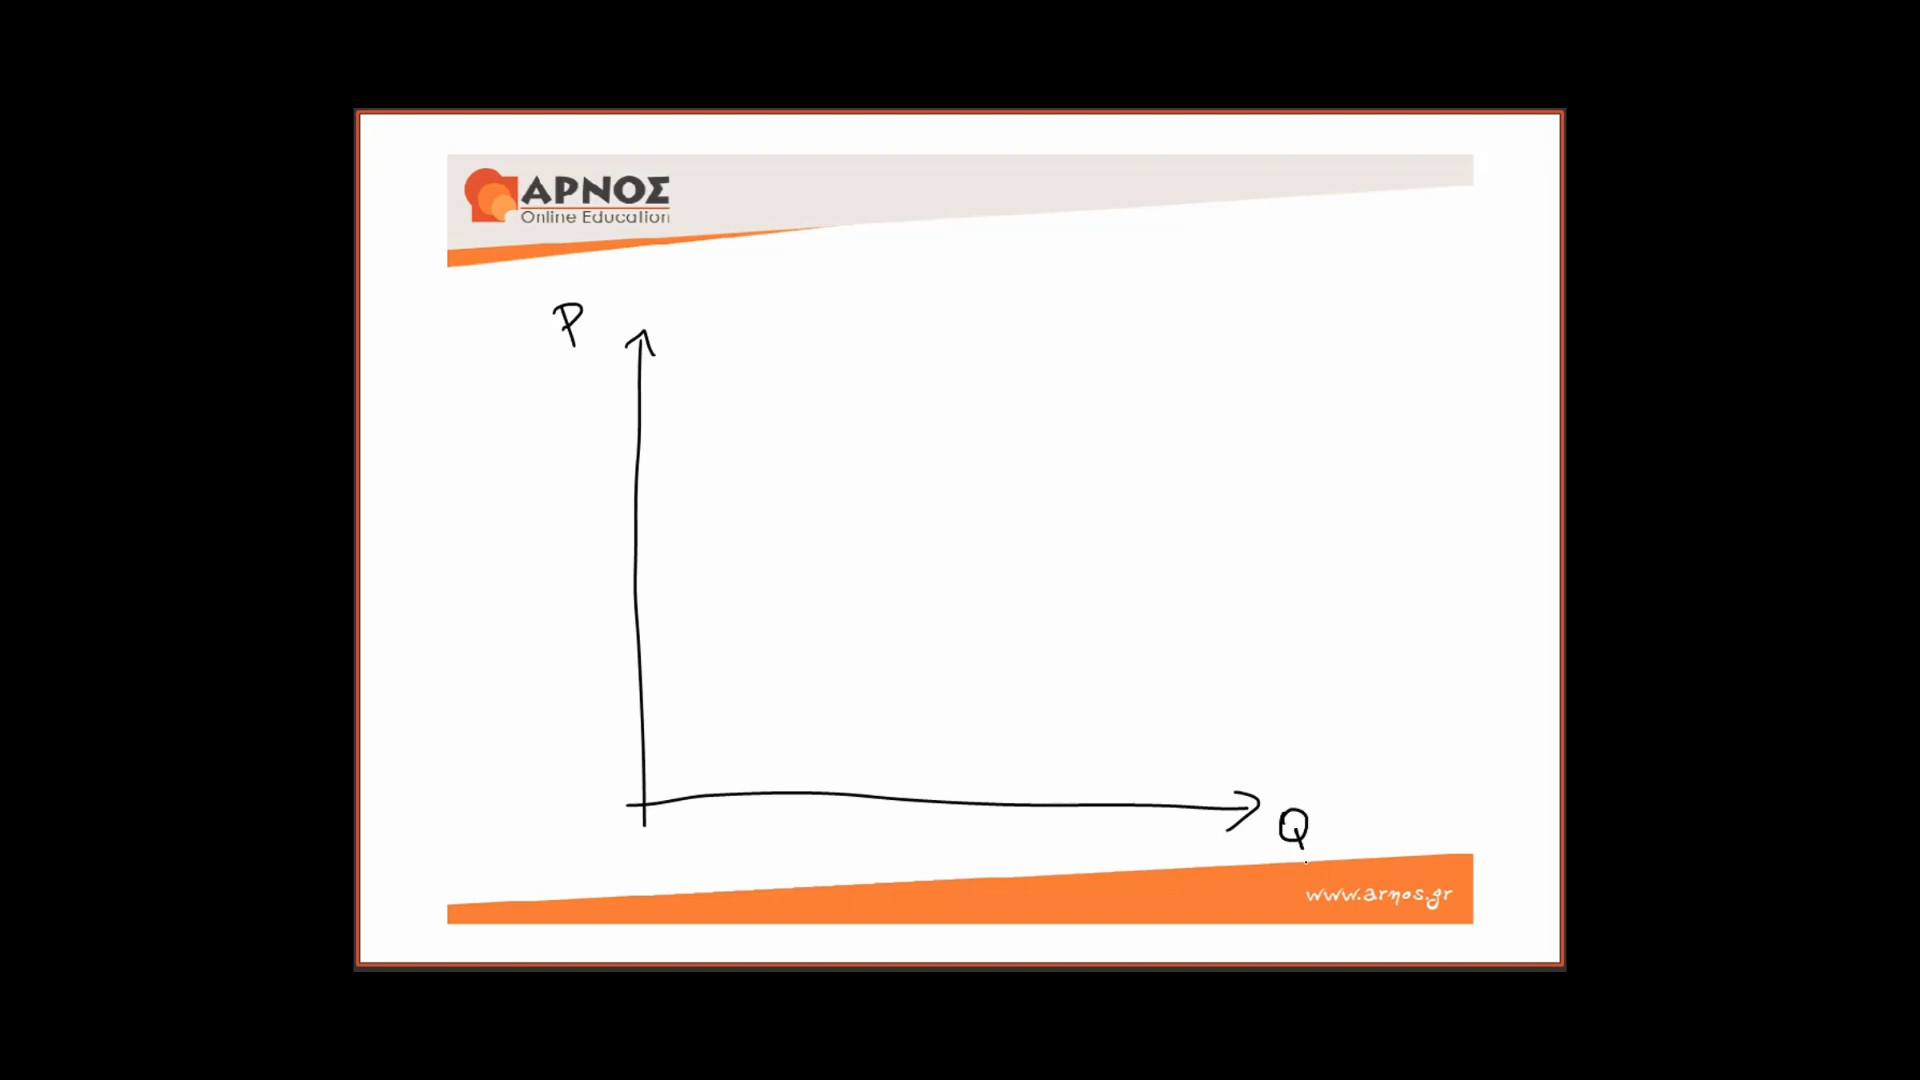 ΑΡΝΟΣ
Online Education
P
Q
www.arnos.gr